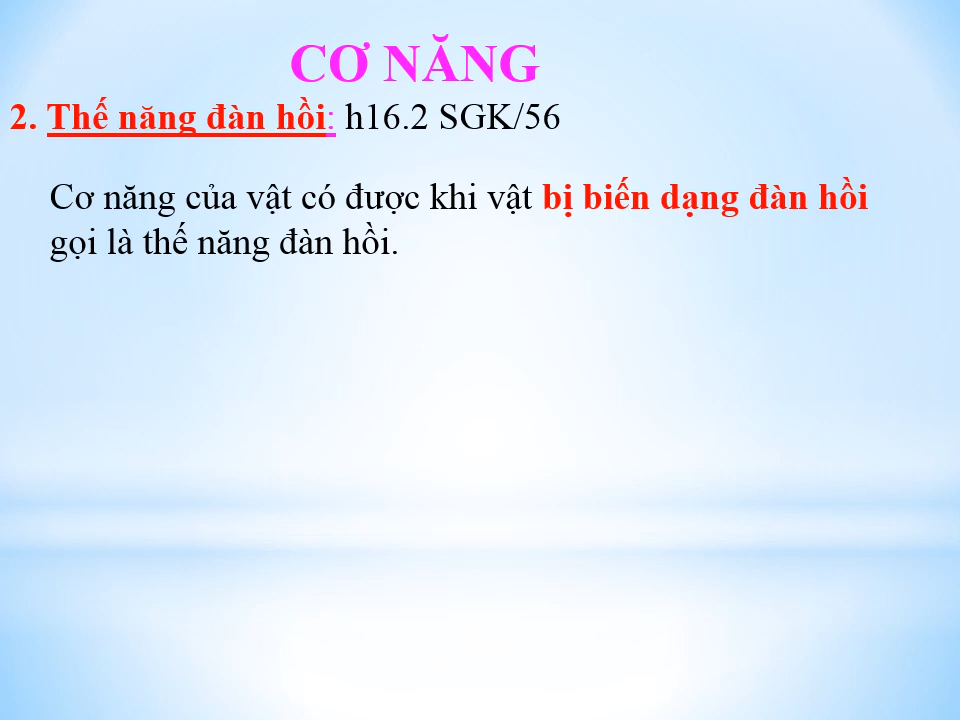 CƠ NĂNG
2. Thế năng đàn hồi: h16.2 SGK/56
Cơ năng của vật có được khi vật bị biến dạng đàn hồi
gọi là thế năng đàn hồi.